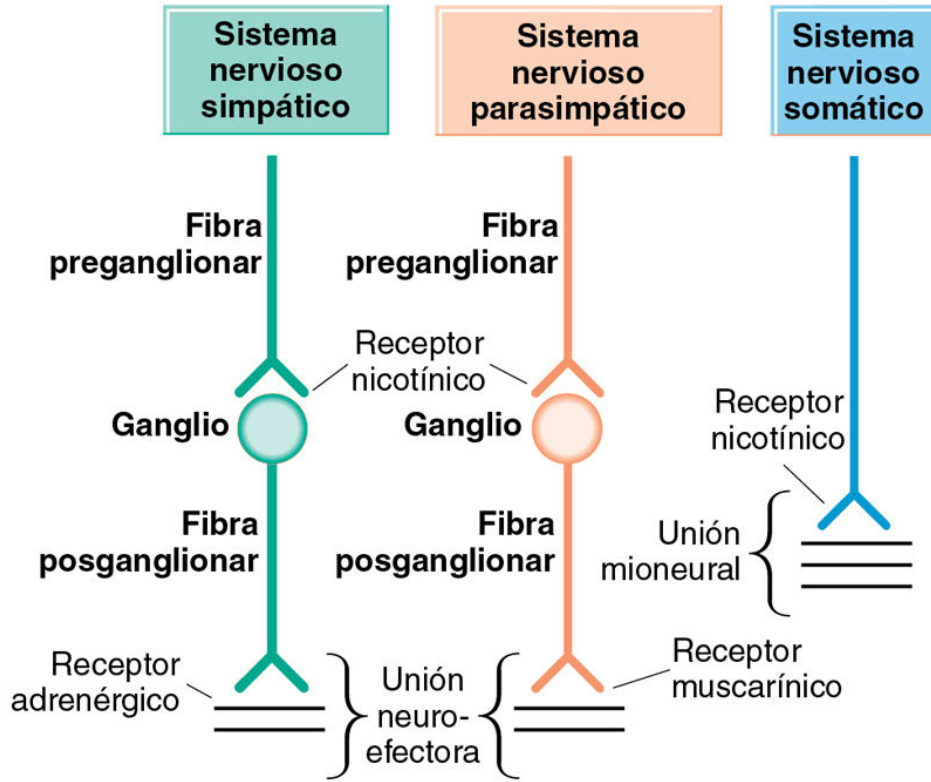 Sistema
nervioso
simpático
Sistema
nervioso
parasimpático
Sistema
nervioso
somático
Fibra
preganglionar
Fibra
preganglionar
Receptor
nicotínico
Ganglio
Ganglio
Receptor
nicotínico
Fibra
posganglionar
Fibra
posganglionar
Unión
mioneural
Receptor
adrenérgico
Unión
neuro-
efectora
Receptor
muscarínico